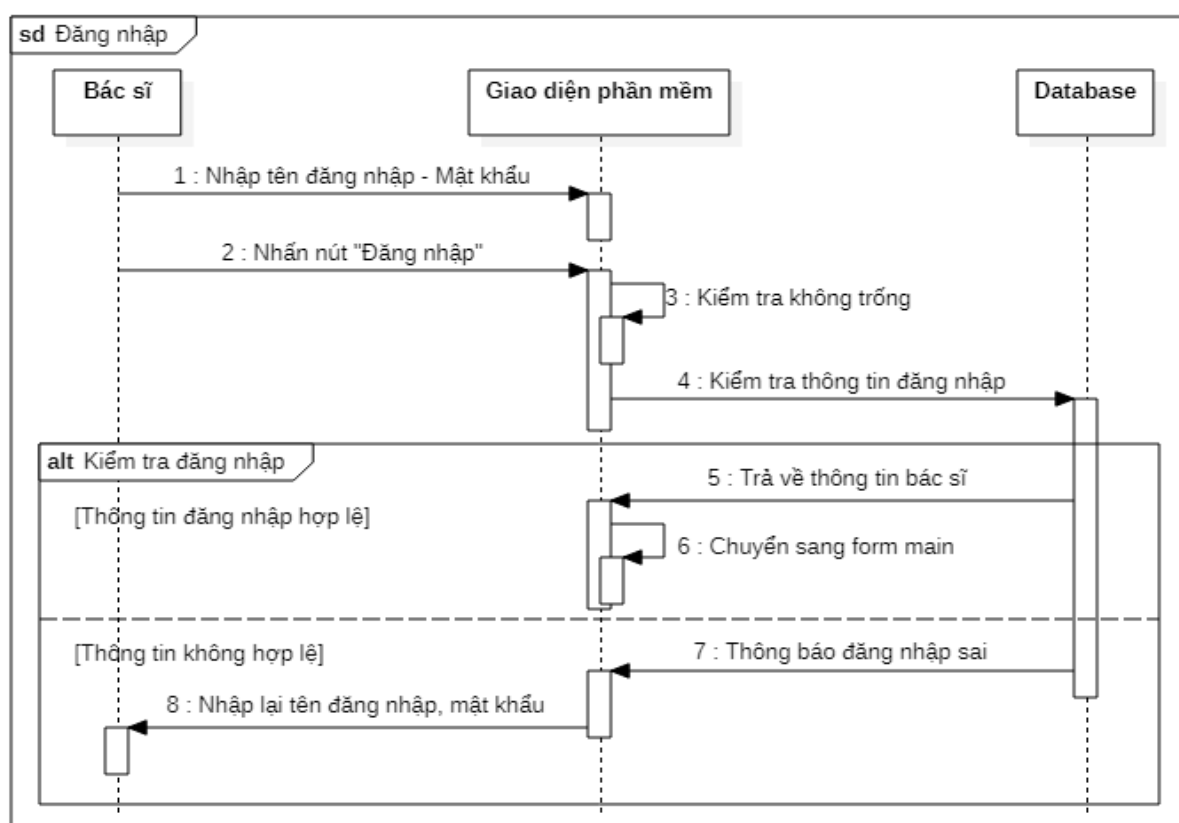 sd Đăng nhập
Bác sĩ
Giao diện phần mềm
Database
1 : Nhập tên đăng nhập - Mật khẩu
2 : Nhấn nút "Đăng nhập"
3 : Kiểm tra không trống
4 : Kiểm tra thông tin đăng nhập
alt Kiểm tra đăng nhập
5 : Trả về thông tin bác sĩ
[Thông tin đăng nhập hợp lệ]
6 : Chuyển sang form main
[Thông tin không hợp lệ]
7 : Thông báo đăng nhập sai
8 : Nhập lại tên đăng nhập, mật khẩu